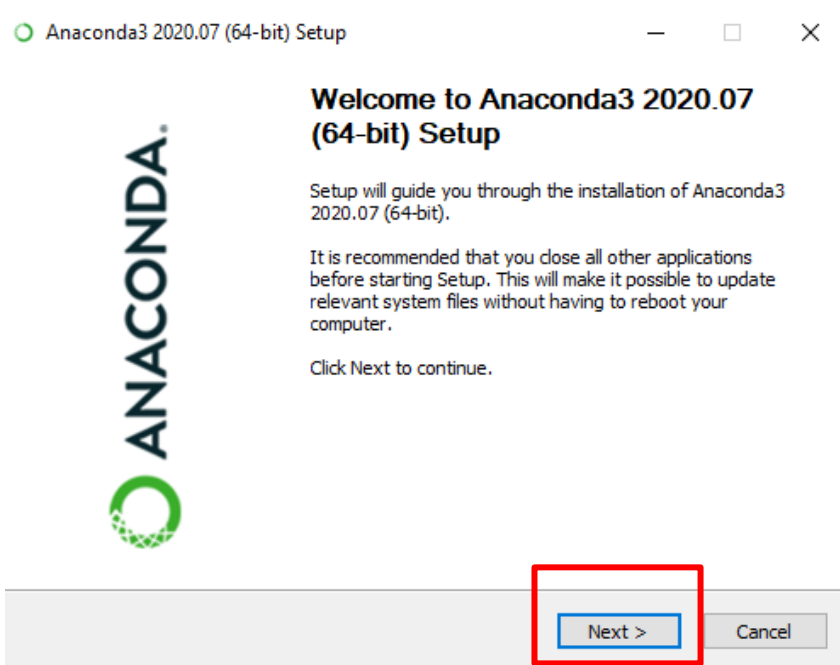 Anaconda3 2020.07 (64-bit) Setup
Welcome to Anaconda3 2020.07
(64-bit) Setup
Setup will guide you through the installation of Anaconda3
2020.07 (64-bit).
It is recommended that you close all other applications
before starting Setup. This will make it possible to update
relevant system files without having to reboot your
computer.
Click Next to continue.
ANACONDA.
Next >
Cancel